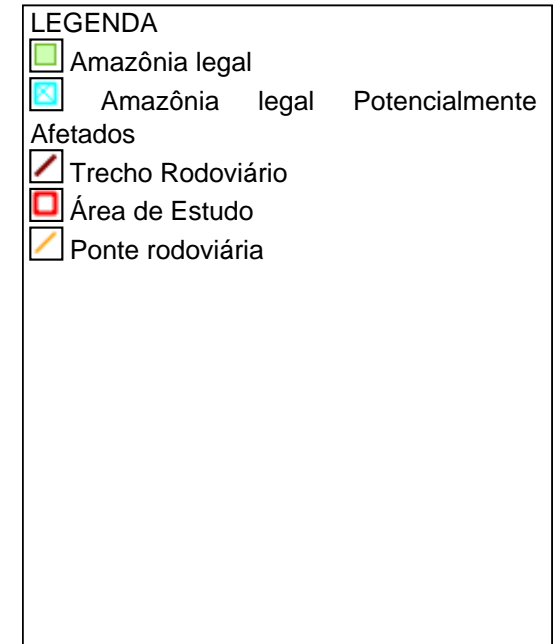 LEGENDA
Amazônia legal
Amazônia legal Potencialmente
Afetados
Trecho Rodoviário
Área de Estudo
Ponte rodoviária